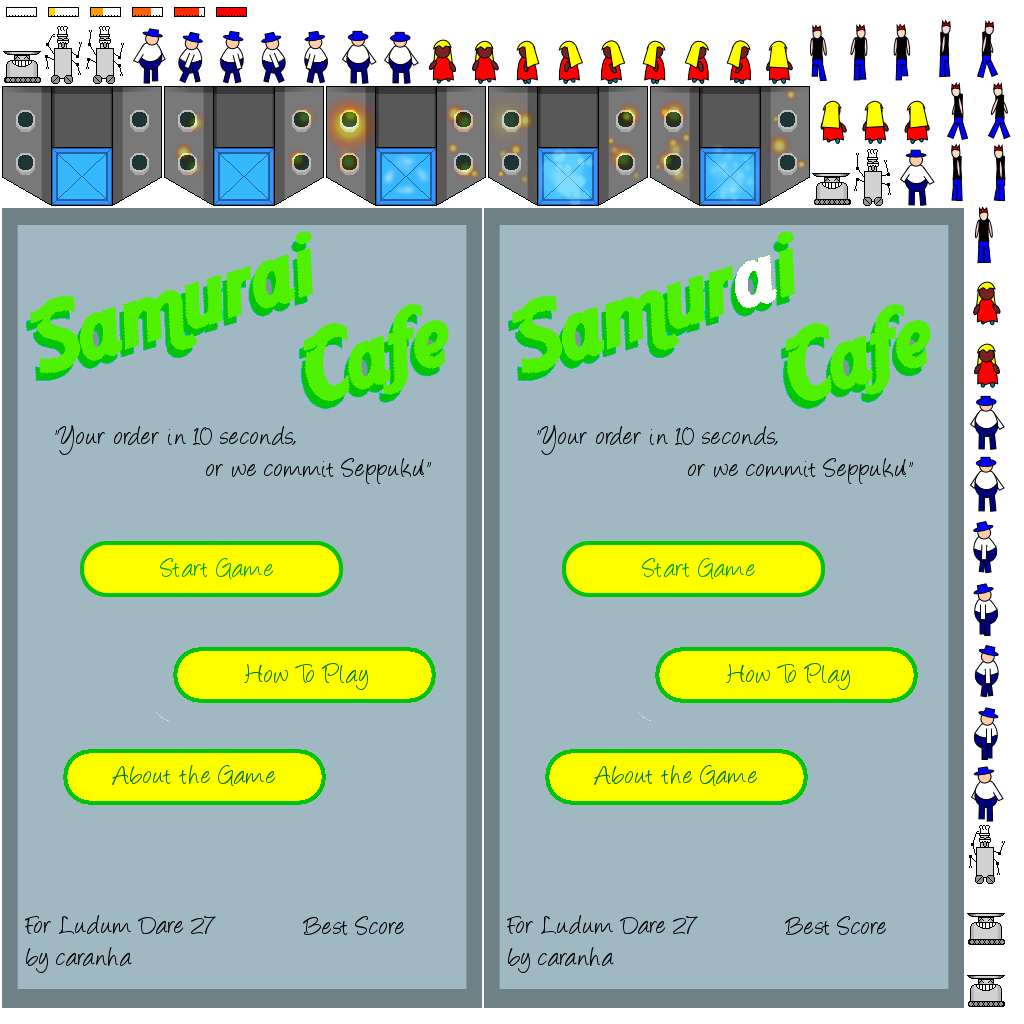 Samurai
Cafe
"Your order in 10 seconds,
or we commit Seppuku!"
Start Game
How To Play
About the Game
For Ludum Dare 27
by caranha
Best Score
Samurai
Cafe
"Your order in 10 seconds,
or we commit Seppuku!"
Start Game
How To Play
About the Game
For Ludum Dare 27
by caranha
Best Score